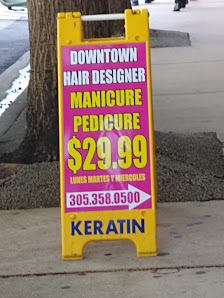 DOWNTOWN
HAIR DESIGNER
MANICURE
PEDICURE
$29.99
LUNES MARTES Y MIERCOLES
305.358.0500
KERATIN